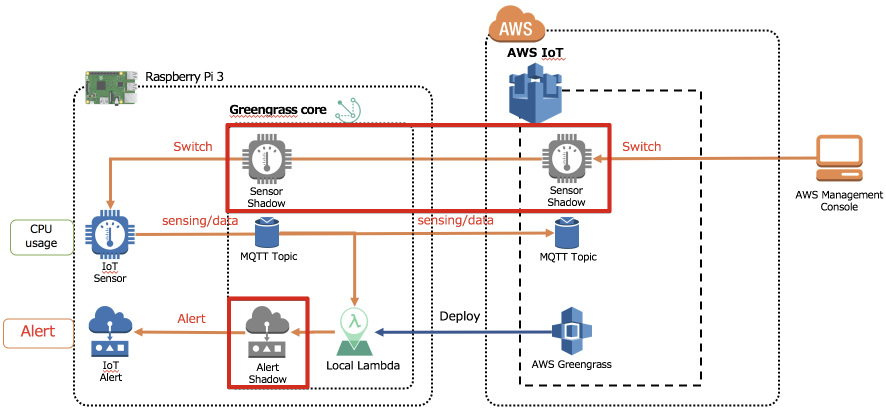 AWS
AWS IoT
Raspberry Pi 3
Greengrass core
Switch
Switch
Sensor
Shadow
Sensor
Shadow
AWS Management
Console
CPU
usage
sensing/data
sensing/data
IoT
Sensor
MQTT Topic
MQTT Topic
Alert
Alert
Deploy
λ
IoT
Alert
Alert
Shadow
Local Lambda
AWS Greengrass